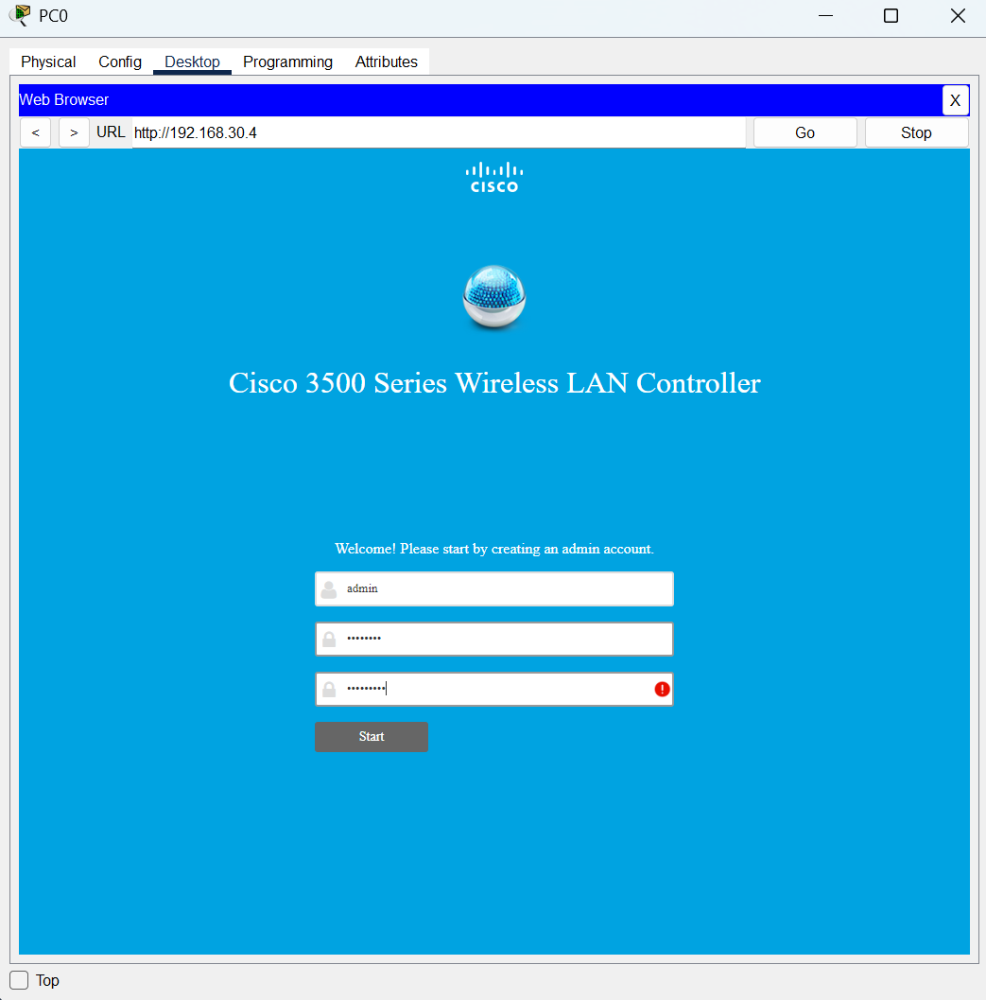 PC0
Physical Config Desktop Programming Attributes
Web Browser X
< > URL http://192.168.30.4 Go Stop
CISCO
Cisco 3500 Series Wireless LAN Controller
Welcome! Please start by creating an admin account.
admin
••••••••
•••••••••
Start
Top